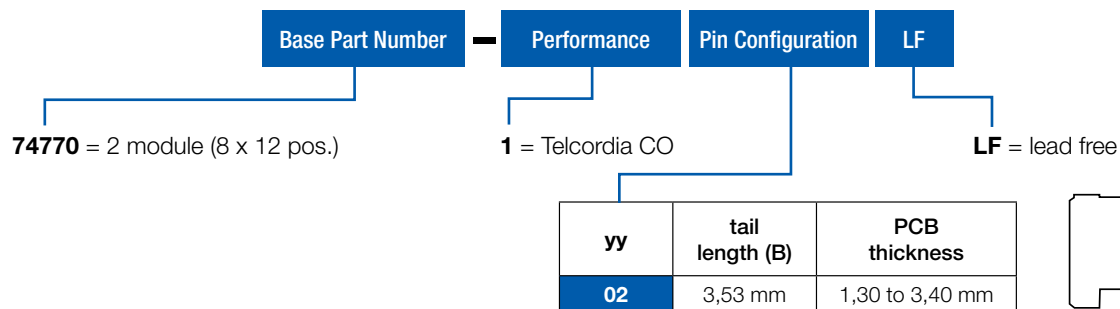 Base Part Number - Performance Pin Configuration LF
74770 = 2 module (8 x 12 pos.) 1 = Telcordia CO LF = lead free
yy tail length (B) PCB thickness
02 3,53 mm 1,30 to 3,40 mm